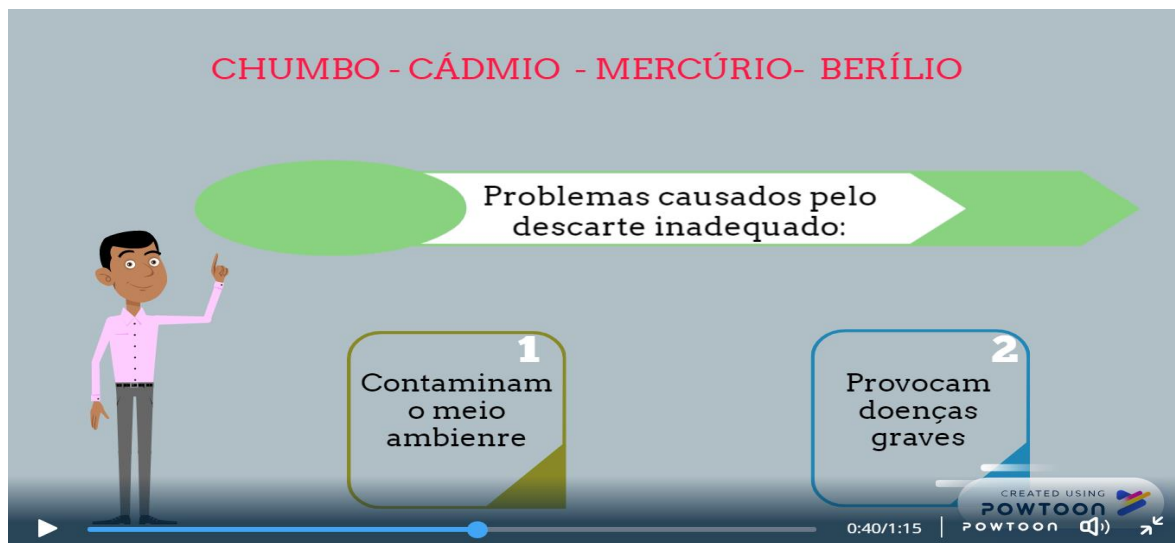 CHUMBO - CÁDMIO - MERCÚRIO- BERÍLIO
Problemas causados pelo
descarte inadequado:
1
Contaminam
o meio
ambienre
2
Provocam
doenças
graves
CREATED USING
POWTOON
0:40/1:15 | POWTOON